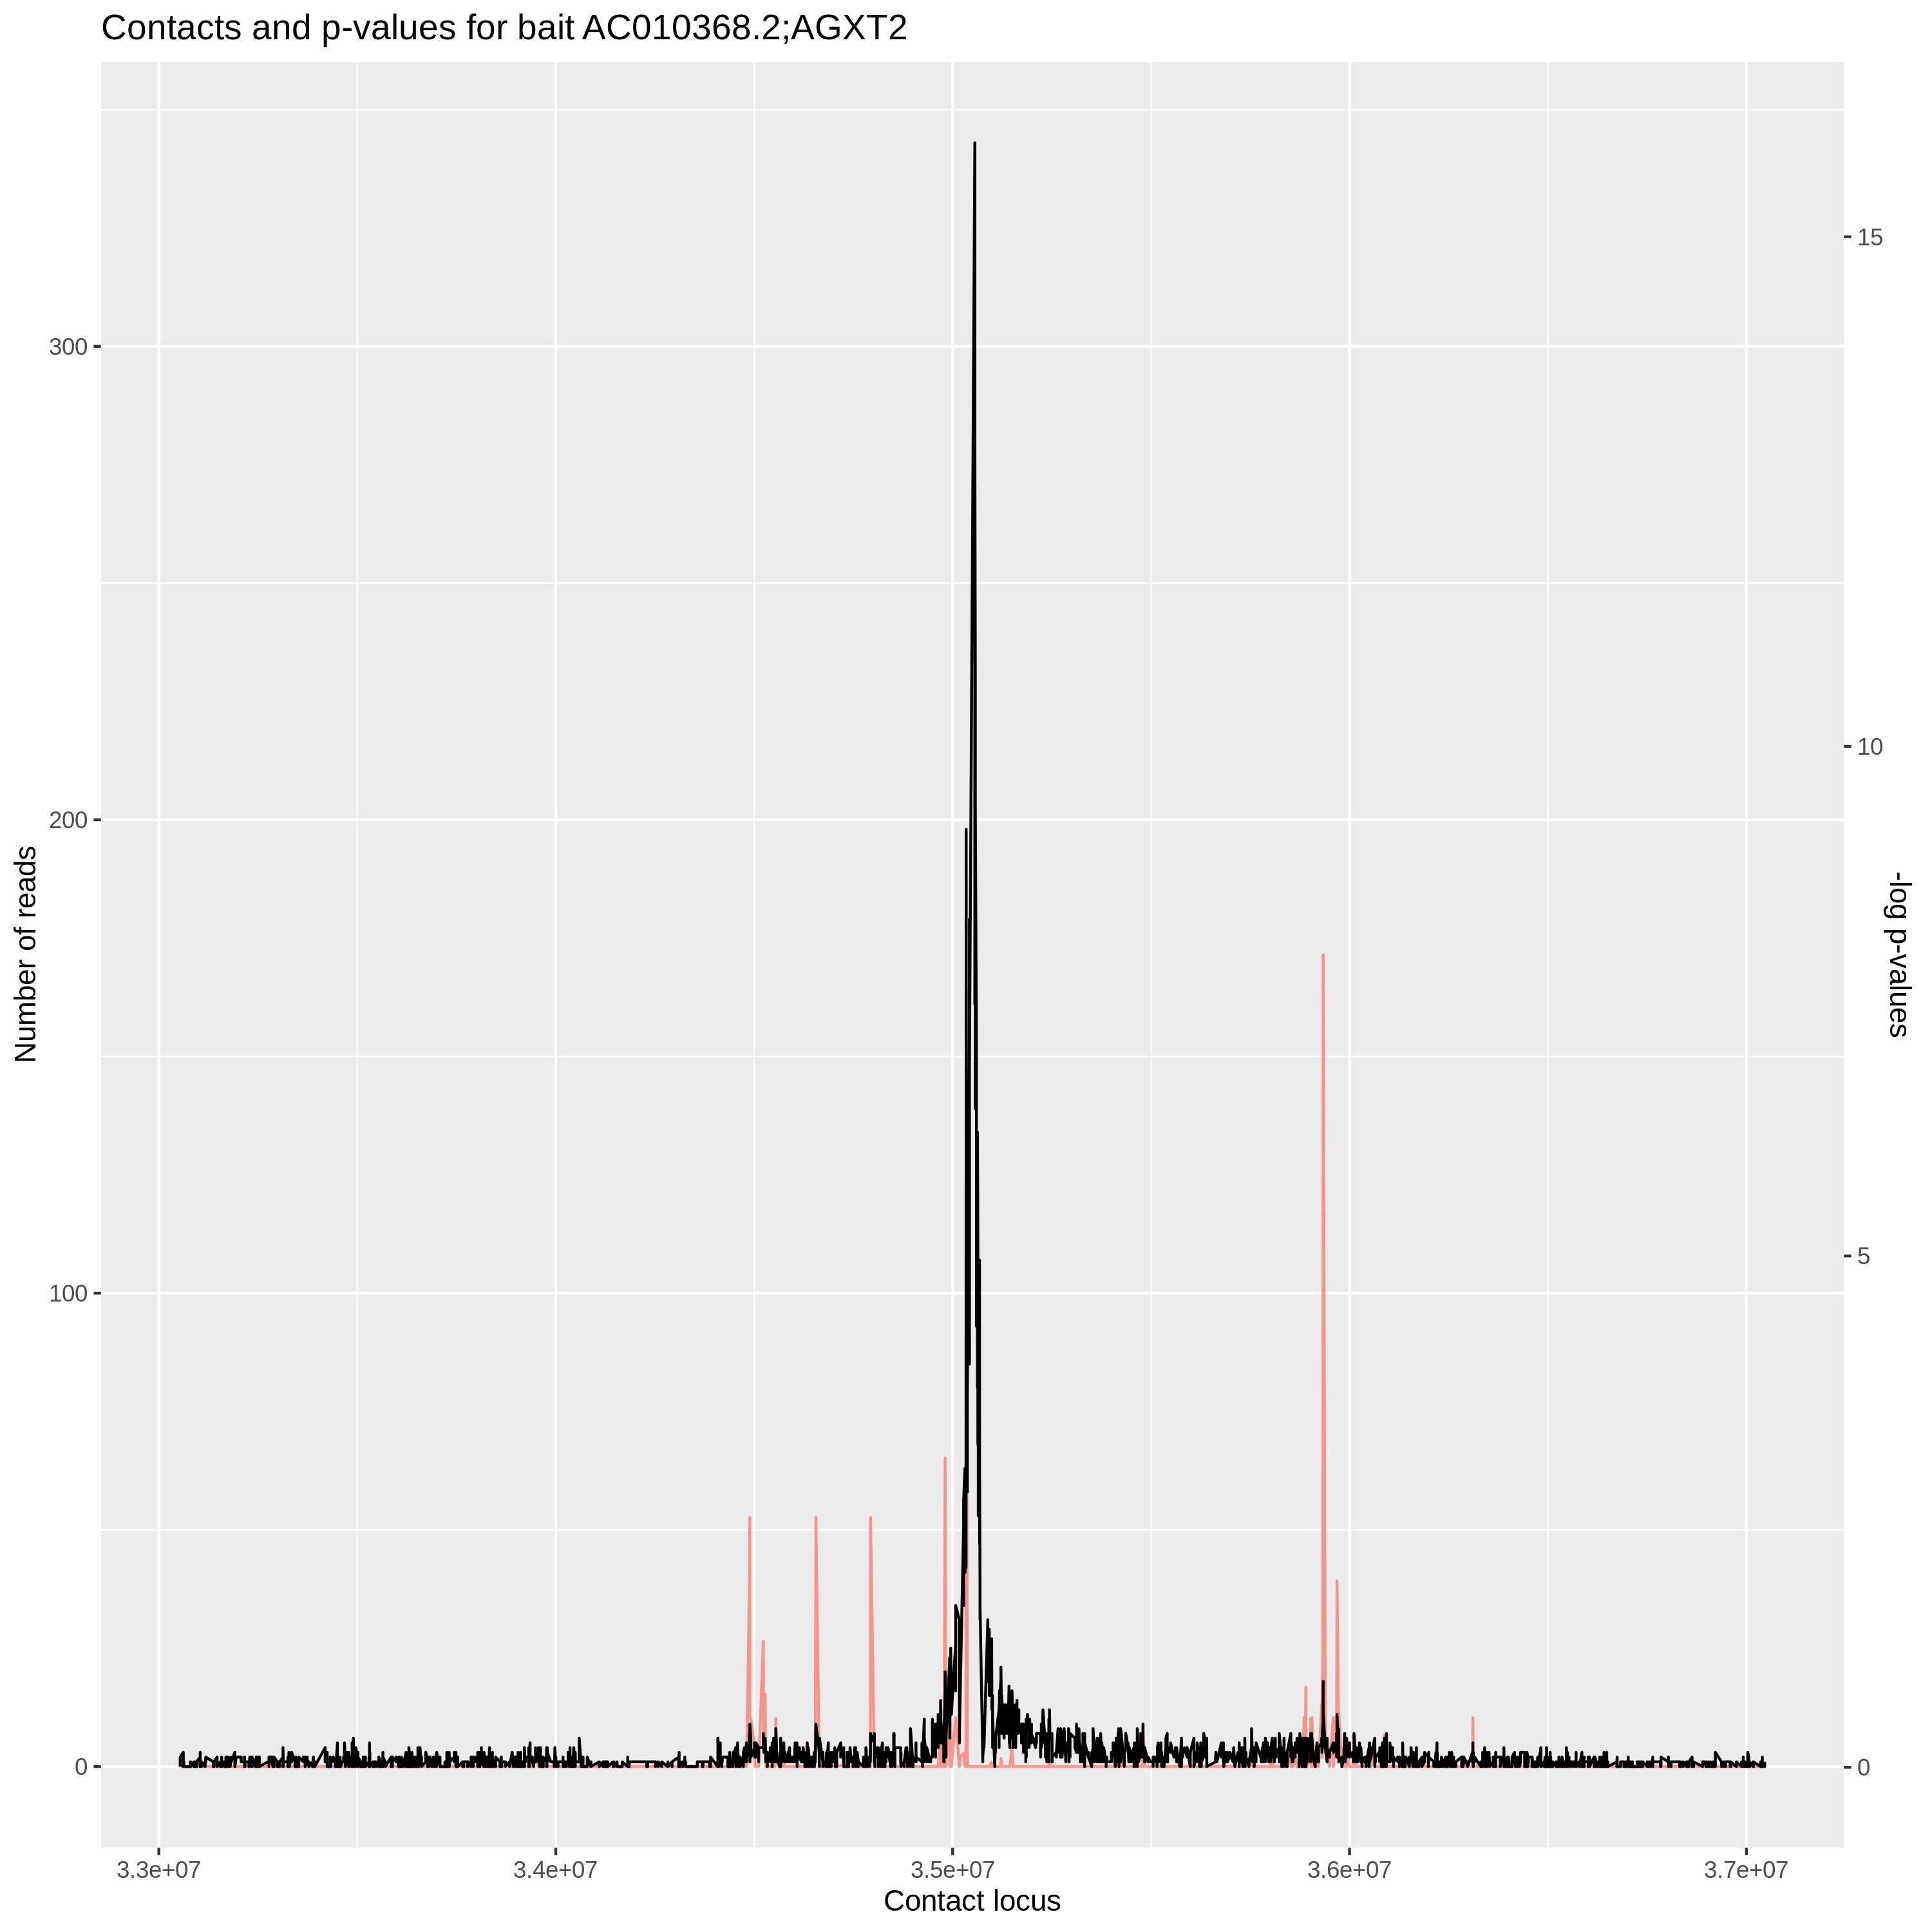 Contacts and p-values for bait AC010368.2;AGXT2
Number of reads
300
200
100
0
15
10
5
0
-log p-values
3.3e+07
3.4e+07
3.5e+07
3.6e+07
3.7e+07
Contact locus